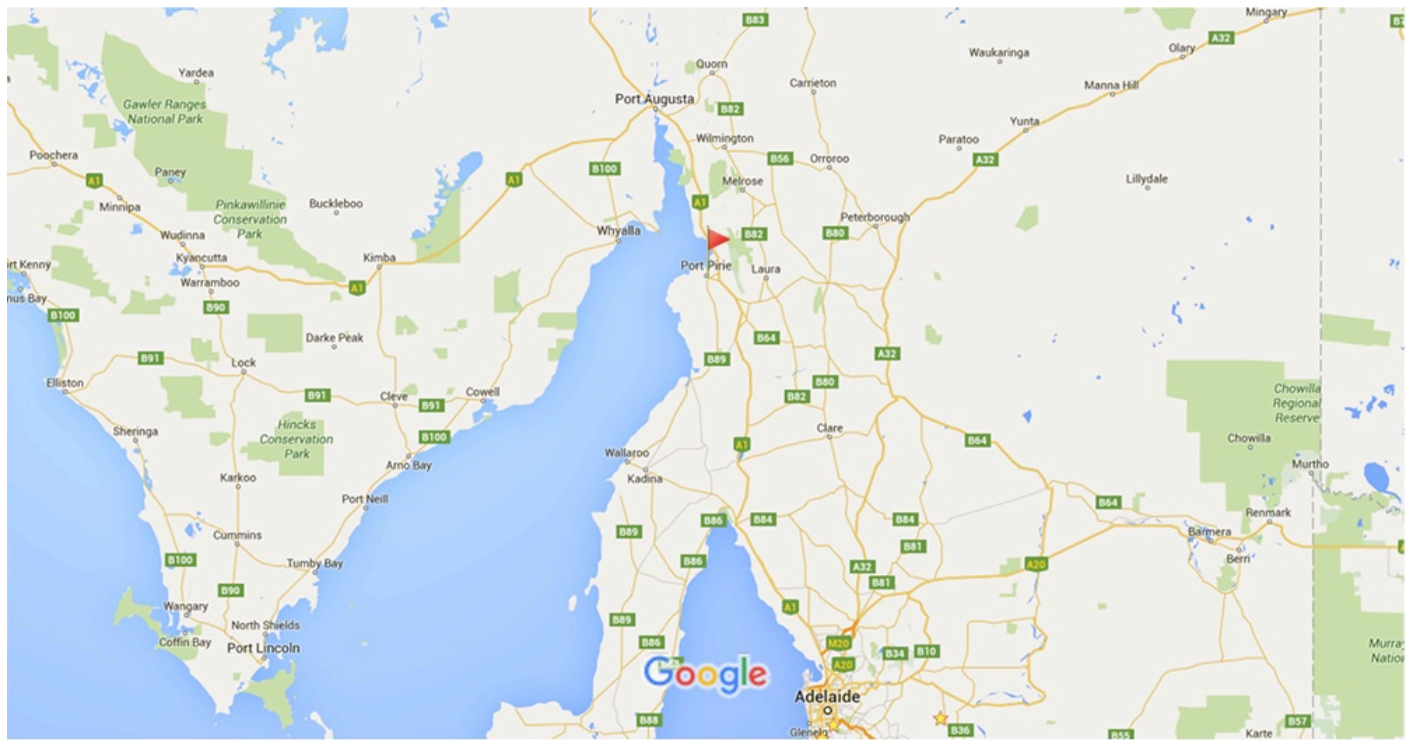 B83
Mingary
A32
Olary
Waukaringa
Quorn
Yardea
Carrieton
Manna Hill
Port Augusta
Gawler Ranges
National Park
B82
Yunta
Wilmington
Paratoo
Poochera
B56
Orroroo
A32
B100
Paney
A1
A1
Melrose
Lillydale
Minnipa
Pinkawillinie
Conservation
Park
Buckleboo
A1
Peterborough
Wudinna
Whyallla
B82
B80
Kyancutta
Kimba
Port Pirie
Laura
Warramboo
A1
B90
B100
Darke Peak
B64
B91
Lock
B89
A32
Elliston
B91
Cleve
B91
Cowell
B80
B82
Chowilla
Regional
Reserve
Sheringa
Hincks
Conservation
Park
B100
A1
Clare
B64
Chowilla
Arno Bay
Wallaroo
Kadina
Murtho
Karkoo
Port Neill
B64
B86
B84
B84
Renmark
Cummins
B89
B81
Barmera
Berri
B100
Tumby Bay
B86
A32
A20
B90
B81
Wangary
A1
North Shields
B89
Coffin Bay
Port Lincoln
B86
M20
B34
B10
A20
Google
Adelaide
B88
Glenelg
B36
B55
B57
Karte